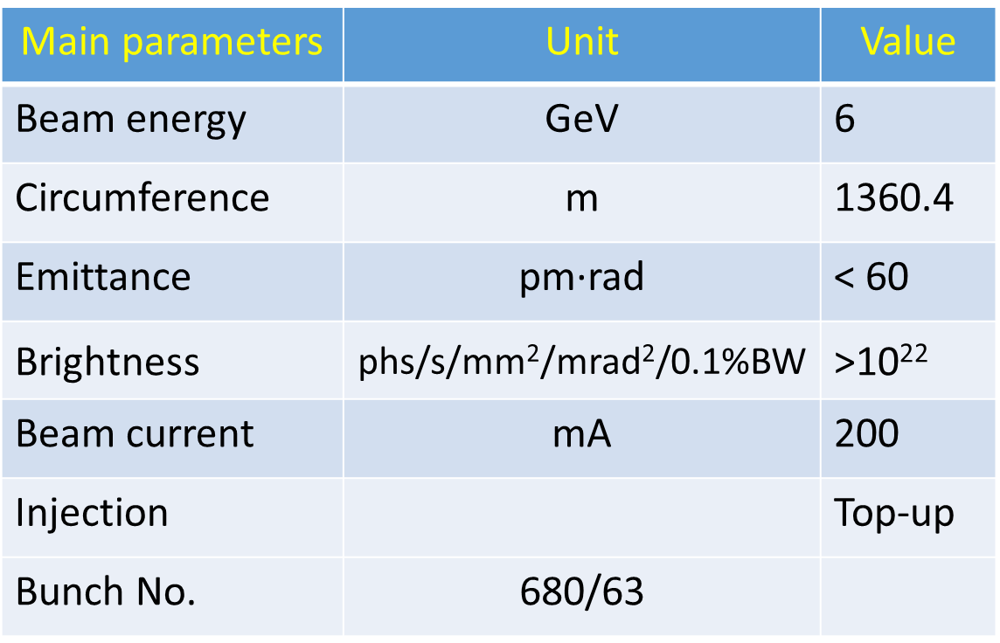 Main parameters Unit Value
Beam energy GeV 6
Circumference m 1360.4
Emittance pm·rad < 60
Brightness phs/s/mm²/mrad²/0.1%BW >10²²
Beam current mA 200
Injection Top-up
Bunch No. 680/63